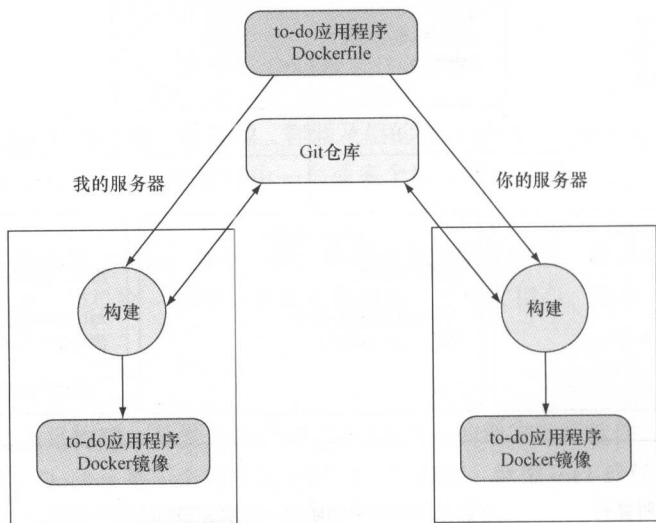 to-do应用程序
Dockerfile
Git仓库
我的服务器
你的服务器
构建
构建
to-do应用程序
Docker镜像
to-do应用程序
Docker镜像